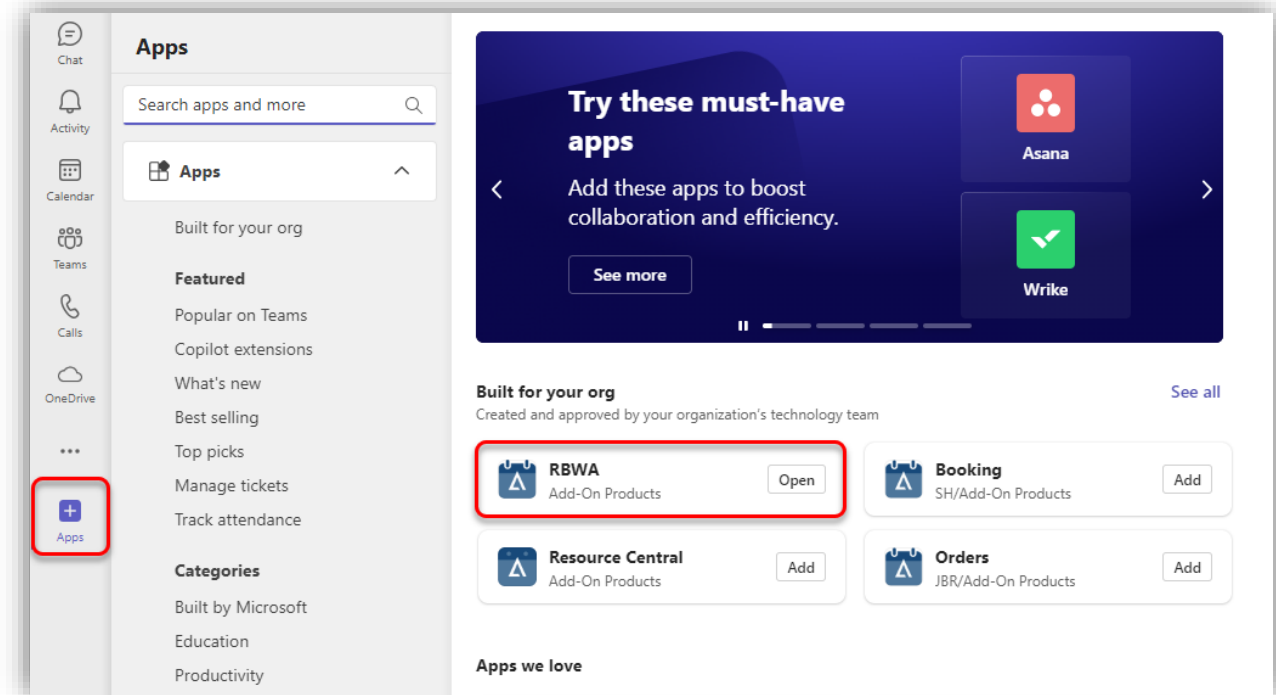 Chat
Activity
Calendar
Teams
Calls
OneDrive
Apps
Apps
Search apps and more
Apps
Built for your org
Featured
Popular on Teams
Copilot extensions
What's new
Best selling
Top picks
Manage tickets
Track attendance
Categories
Built by Microsoft
Education
Productivity
Try these must-have
apps
Add these apps to boost
collaboration and efficiency.
See more
Asana
Wrike
Built for your org
See all
Created and approved by your organization's technology team
RBWA
Add-On Products
Open
Booking
SH/Add-On Products
Add
Resource Central
Add-On Products
Add
Orders
JBR/Add-On Products
Add
Apps we love